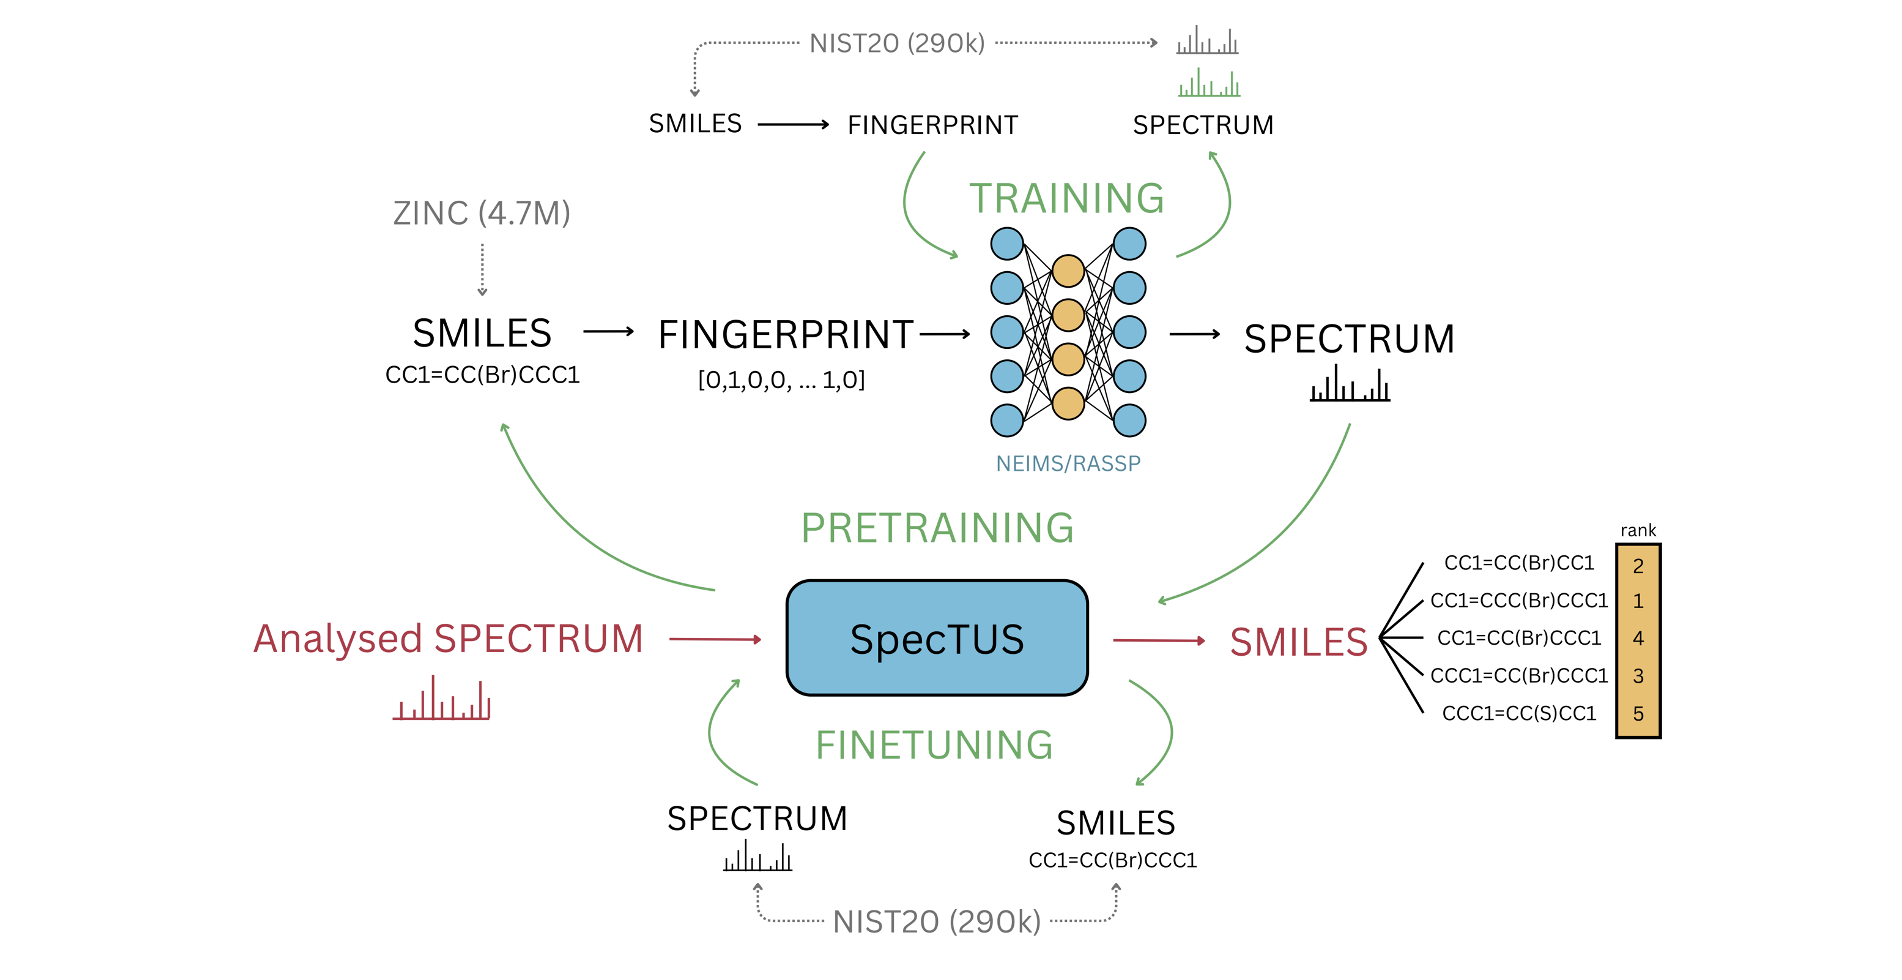 NIST20 (290k)
SMILES
FINGERPRINT
SPECTRUM
TRAINING
ZINC (4.7M)
SMILES
CC1=CC(Br)CCC1
FINGERPRINT
[0,1,0,0, ... 1,0]
SPECTRUM
NEIMS/RASSP
PRETRAINING
Analysed SPECTRUM
SpecTUS
SMILES
rank
CC1=CC(Br)CC1 2
CC1=CCC(Br)CCC1 1
CC1=CC(Br)CCC1 4
CCC1=CC(Br)CCC1 3
CCC1=CC(S)CC1 5
FINETUNING
SPECTRUM
SMILES
CC1=CC(Br)CCC1
NIST20 (290k)